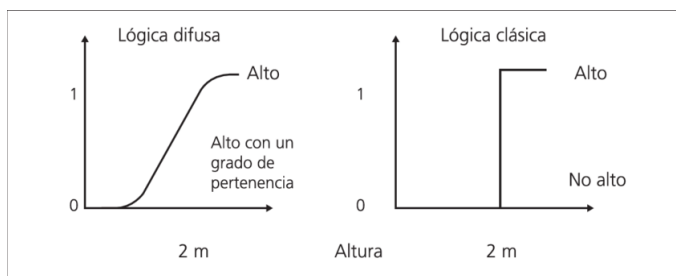 Lógica difusa
Alto
1
Alto con un
grado de
pertenencia
0
2 m
Altura
Lógica clásica
Alto
1
No alto
0
2 m